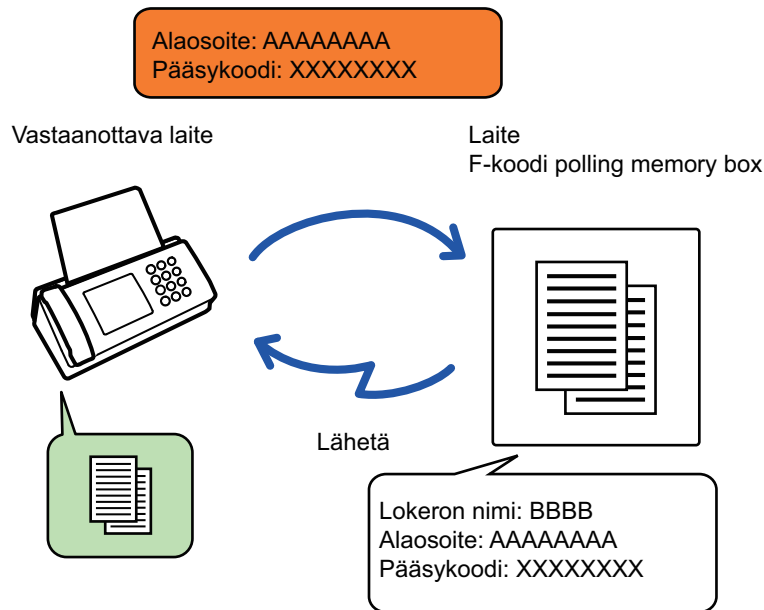 Alaosoite: AAAAAAAA
Pääsykoodi: XXXXXXXX
Vastaanottava laite
Laite
F-koodi polling memory box
Lähetä
Lokeron nimi: BBBB
Alaosoite: AAAAAAAA
Pääsykoodi: XXXXXXXX